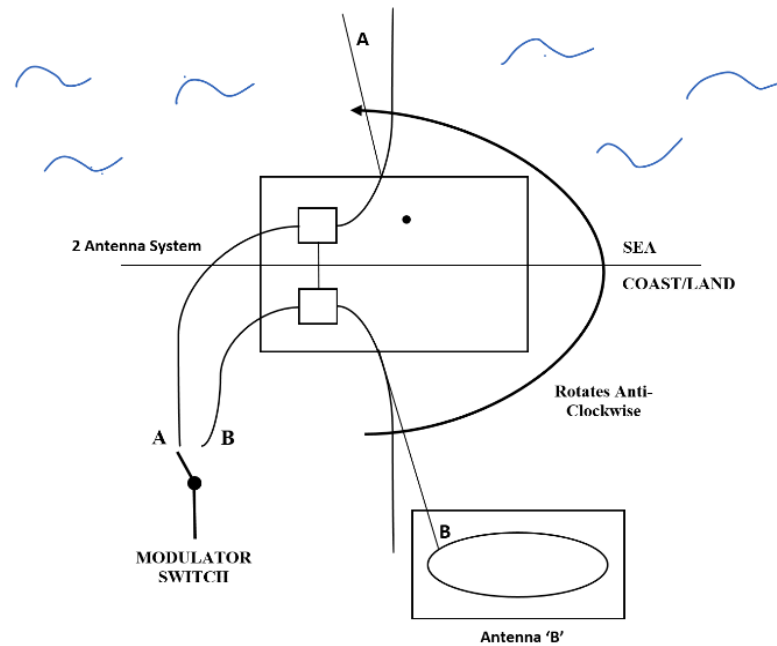 A
2 Antenna System
SEA
COAST/LAND
Rotates Anti-
Clockwise
A
B
MODULATOR
SWITCH
B
Antenna ‘B’